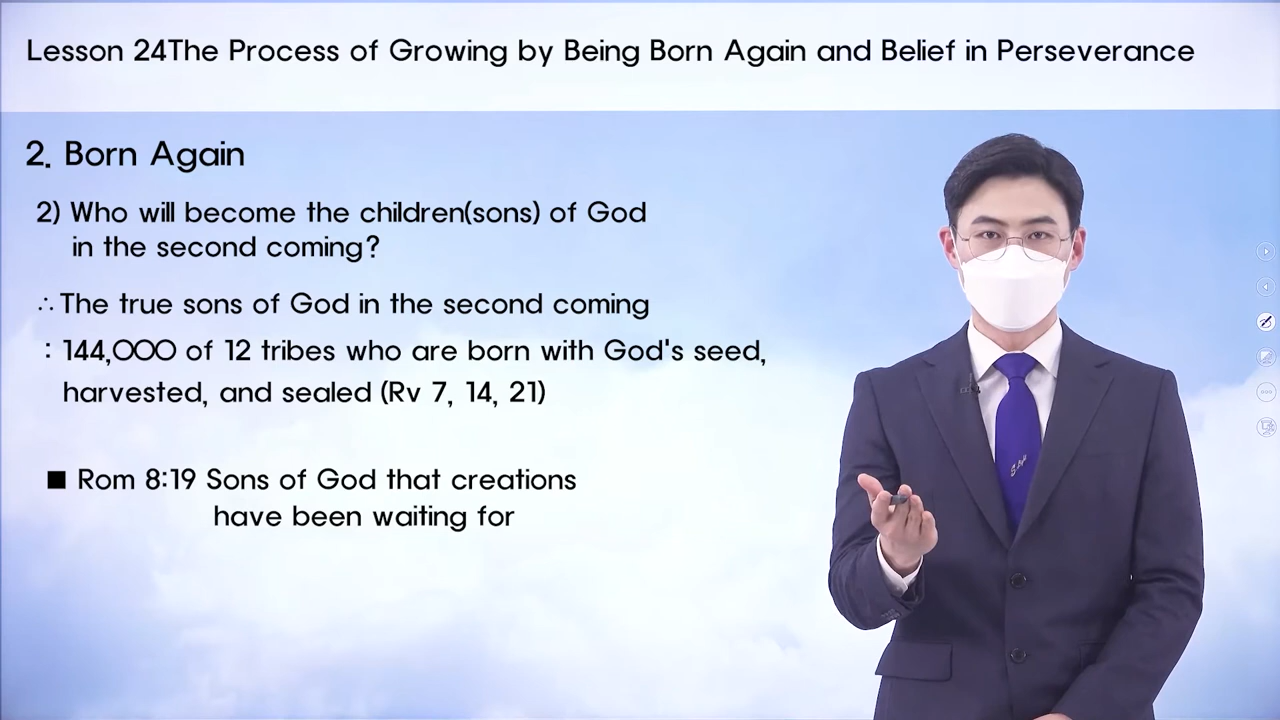 Lesson 24The Process of Growing by Being Born Again and Belief in Perseverance
2. Born Again
2) Who will become the children(sons) of God
in the second coming?
∴ The true sons of God in the second coming
: 144,000 of 12 tribes who are born with God's seed,
harvested, and sealed (Rv 7, 14, 21)
■ Rom 8:19 Sons of God that creations
have been waiting for